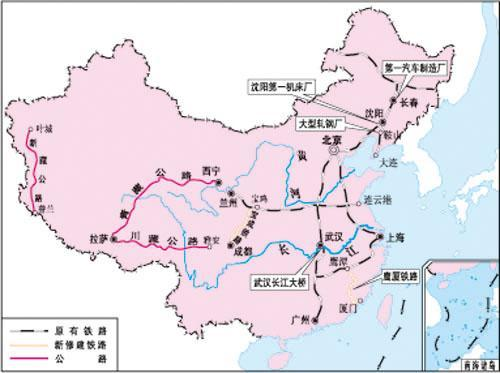 第一汽车制造厂
沈阳第一机床厂
长春
沈阳
大型轧钢厂
鞍山
北京
大连
叶城
新藏公路
普兰
青藏公路
西宁
兰州
宝鸡
黄河
连云港
拉萨
川藏公路
雅安
宝成铁路
成都
长江
武汉
上海
武汉长江大桥
鹰潭
鹰厦铁路
厦门
广州
原有铁路
新修建铁路
公路
南海诸岛